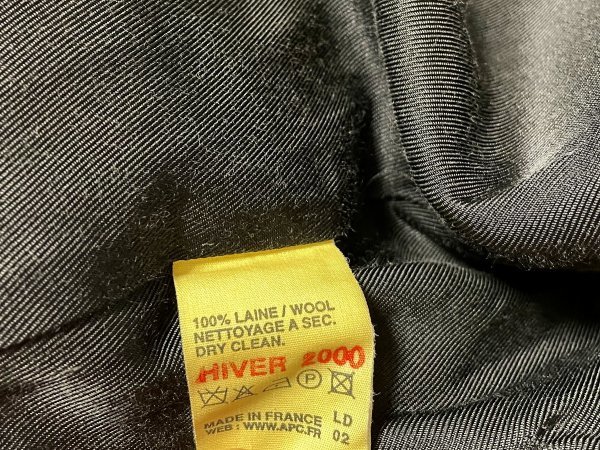 100% LAINE / WOOL
NETTOYAGE A SEC.
DRY CLEAN.
HIVER 2000
P
MADE IN FRANCE LD
WEB : WWW.APC.FR 02